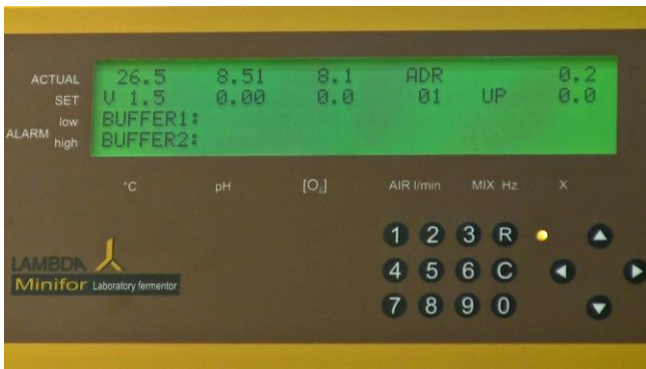 ACTUAL 26.5 8.51 8.1 ADR 0.2
SET V 1.5 0.00 0.0 01 UP 0.0
ALARM low BUFFER1:
high BUFFER2:
°C pH [O₂] AIR l/min MIX Hz X
1 2 3 R
LAMBDA 4 5 6 C
Minifor Laboratory fermentor
7 8 9 0